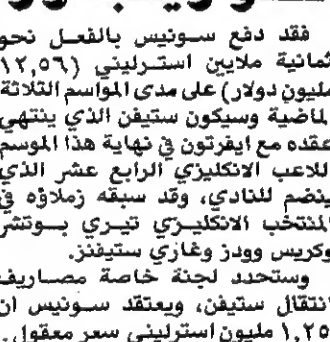 فقد دفع سونيس بالفعل نحو
ثمانية ملايين استرليني (١٢,٥٦
مليون دولار) على مدى المواسم الثلاثة
الماضية وسيكون ستيفن الذي ينتهي
عقده مع ايفرتون في نهاية هذا الموسم
اللاعب الانكليزي الرابع عشر الذي
ينضم للنادي، وقد سبقه زملاؤه في
المنتخب الانكليزي تيري بوتشر
وكريس وودز وغاري ستيفنز.
وستحدد لجنة خاصة مصاريف
انتقال ستيفن، ويعتقد سونيس ان
١,٢٥ مليون استرليني سعر معقول.